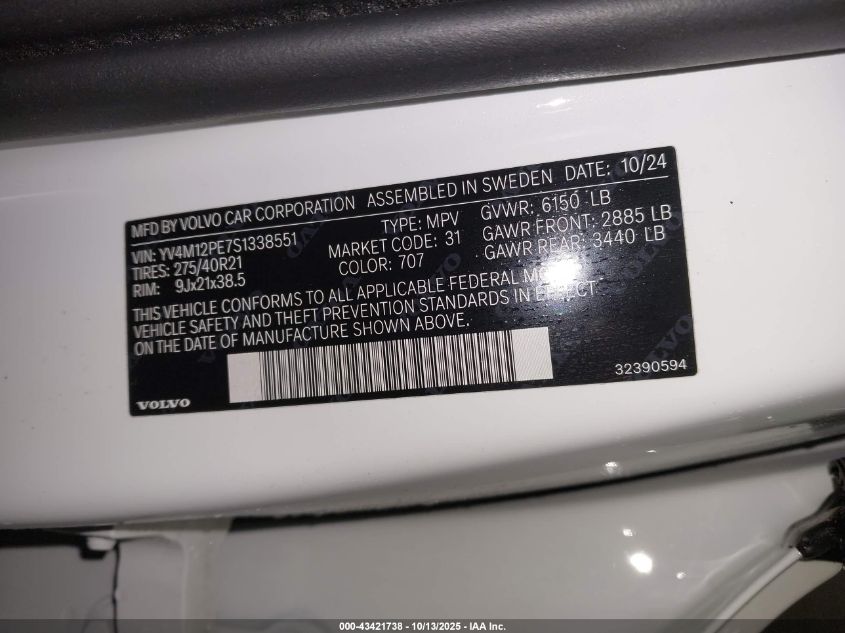 MFD BY VOLVO CAR CORPORATION ASSEMBLED IN SWEDEN DATE: 10/24
VIN: YV4M12PE7S1338551 TYPE: MPV GVWR: 6150 LB
TIRES: 275/40R21 MARKET CODE: 31 GAWR FRONT: 2885 LB
RIM: 9Jx21x38.5 COLOR: 707 GAWR REAR: 3440 LB
THIS VEHICLE CONFORMS TO ALL APPLICABLE FEDERAL MOTOR
VEHICLE SAFETY AND THEFT PREVENTION STANDARDS IN EFFECT
ON THE DATE OF MANUFACTURE SHOWN ABOVE.
32390594
VOLVO
000-43421738 - 10/13/2025 - IAA Inc.